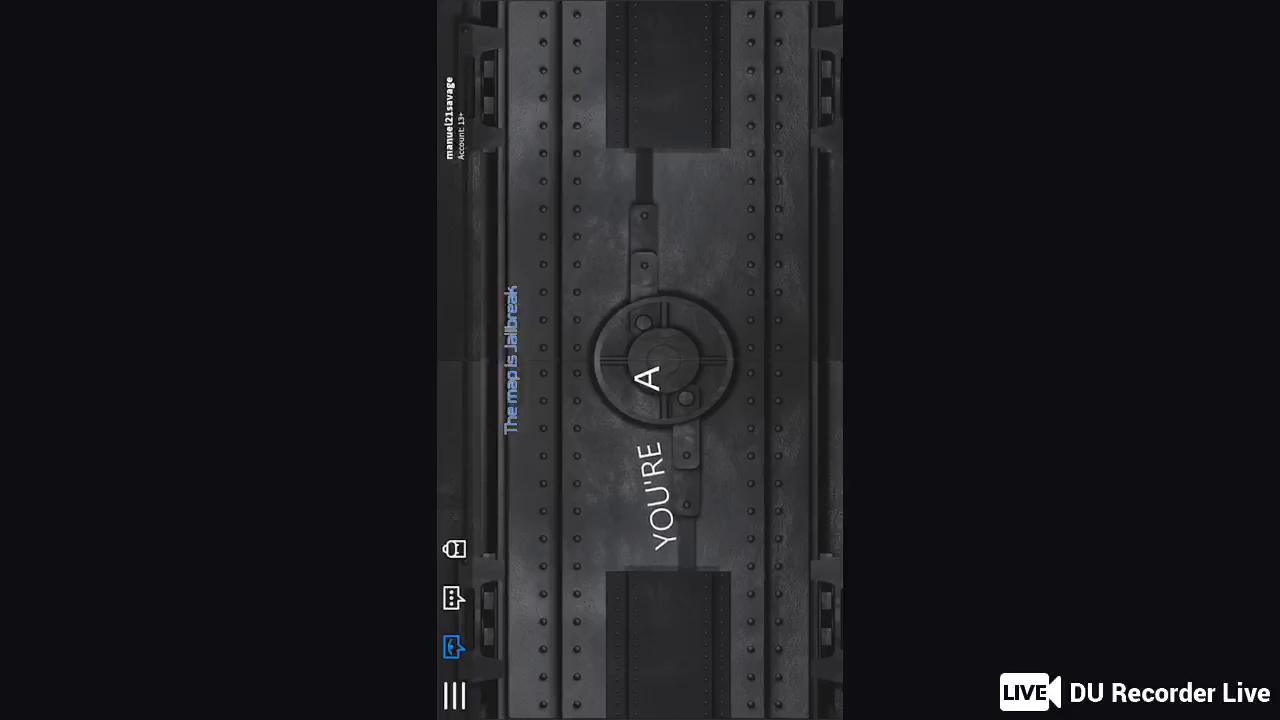 manuel21savage
Account: 13+
The map is Jailbreak
YOU'RE A
LIVE DU Recorder Live